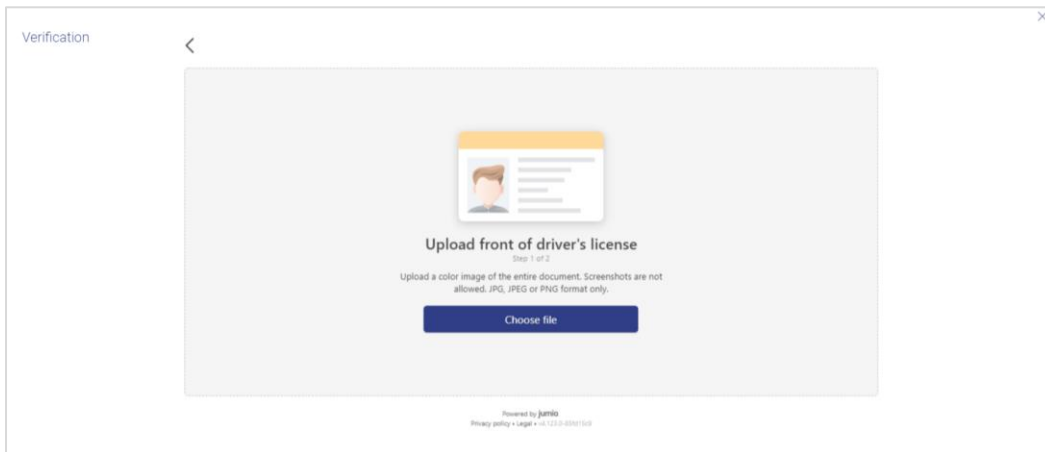 Verification
Upload front of driver's license
Step 1 of 2
Upload a color image of the entire document. Screenshots are not
allowed. JPG, JPEG or PNG format only.
Choose file
Powered by jumio
Privacy policy • Legal •